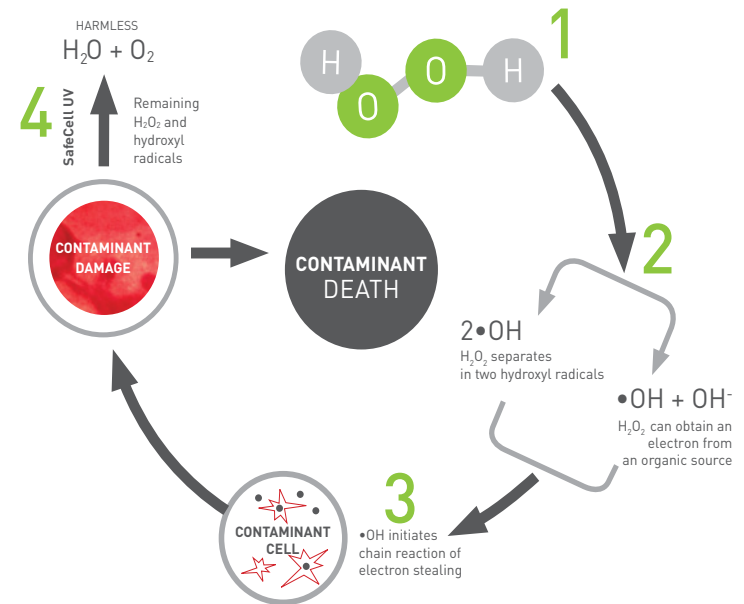 1
H
O
O
H
2
2•OH
H₂O₂ separates
in two hydroxyl radicals
•OH + OH⁻
H₂O₂ can obtain an
electron from
an organic source
3
•OH initiates
chain reaction of
electron stealing
CONTAMINANT
CELL
CONTAMINANT
DAMAGE
CONTAMINANT
DEATH
4
SafeCell UV
HARMLESS
H₂O + O₂
Remaining
H₂O₂ and
hydroxyl
radicals